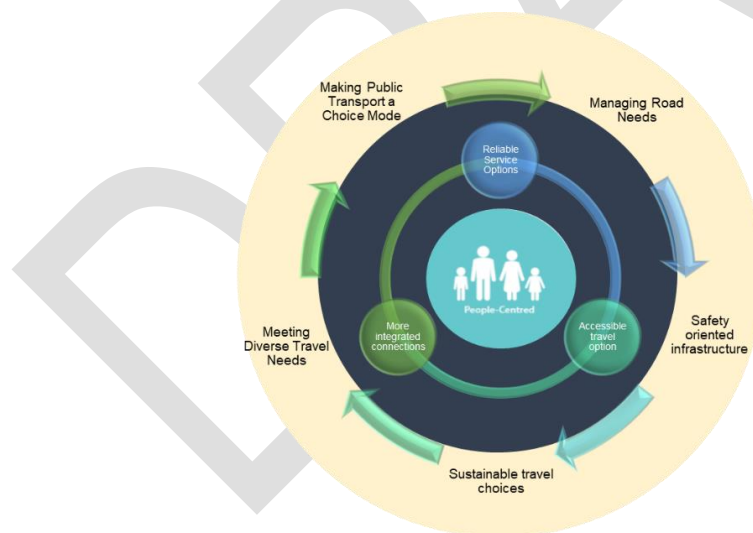 Making Public
Transport a
Choice Mode
Managing Road
Needs
Reliable
Service
Options
People-Centred
More
integrated
connections
Accessible
travel
option
Meeting
Diverse Travel
Needs
Safety
oriented
infrastructure
Sustainable travel
choices